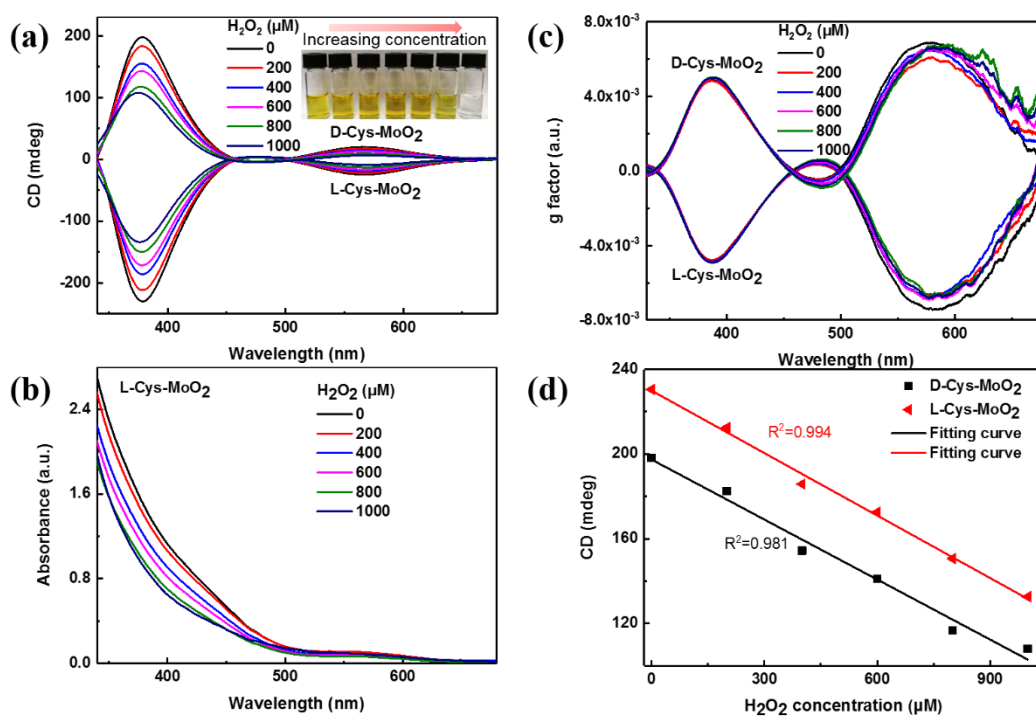 (a)
H₂O₂ (μM)
0
200
400
600
800
1000
Increasing concentration
D-Cys-MoO₂
L-Cys-MoO₂
CD (mdeg)
200
100
0
-100
-200
400
500
600
Wavelength (nm)
(b)
L-Cys-MoO₂
H₂O₂ (μM)
0
200
400
600
800
1000
Absorbance (a.u.)
2.4
1.6
0.8
0.0
400
500
600
Wavelength (nm)
(c)
H₂O₂ (μM)
0
200
400
600
800
1000
D-Cys-MoO₂
L-Cys-MoO₂
g factor (a.u.)
8.0x10⁻³
4.0x10⁻³
0.0
-4.0x10⁻³
-8.0x10⁻³
400
500
600
Wavelength (nm)
(d)
D-Cys-MoO₂
L-Cys-MoO₂
Fitting curve
Fitting curve
R²=0.994
R²=0.981
CD (mdeg)
240
200
160
120
0
300
600
900
H₂O₂ concentration (μM)